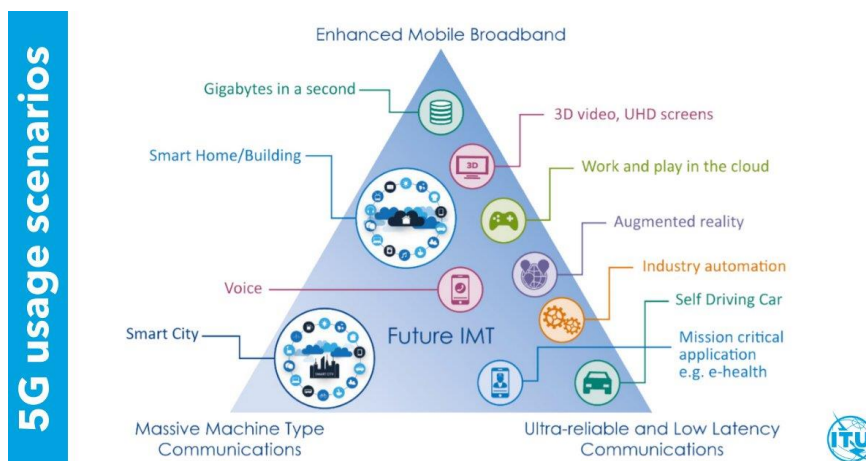 5G usage scenarios
Enhanced Mobile Broadband
Gigabytes in a second
3D video, UHD screens
3D
Smart Home/Building
Work and play in the cloud
Augmented reality
Industry automation
Voice
Self Driving Car
Smart City
Future IMT
Mission critical
application
e.g. e-health
SMART CITY
Massive Machine Type
Communications
Ultra-reliable and Low Latency
Communications
ITU